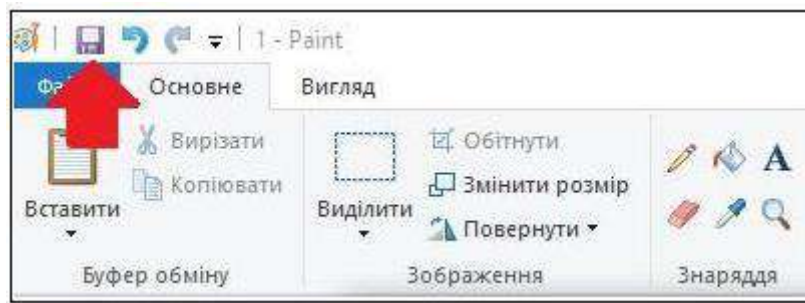 1 - Paint
Основне Вигляд
Вирізати Обітнути
Копіювати Змінити розмір
Вставити Виділити Повернути
Буфер обміну Зображення Знаряддя